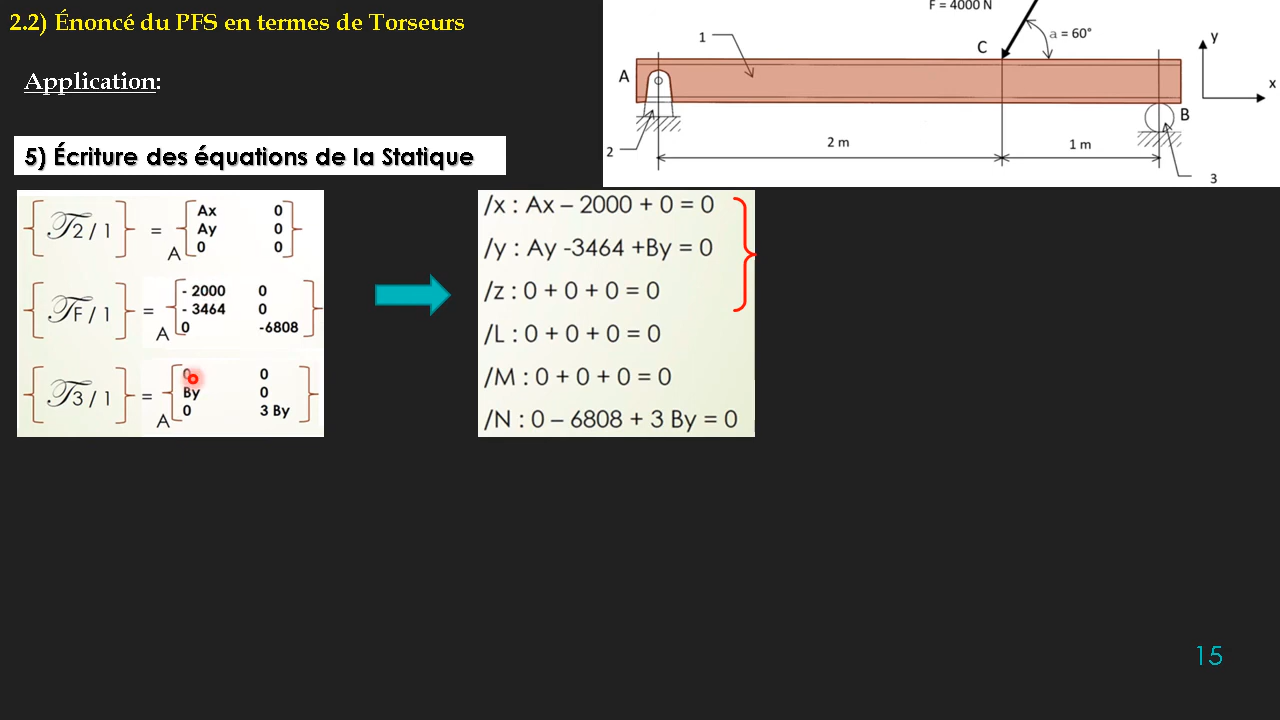 2.2) Énoncé du PFS en termes de Torseurs
Application:
5) Écriture des équations de la Statique
F = 4000 N
a = 60°
1
C
A
B
y
x
2
2 m
1 m
3
T2 / 1 = A
Ax 0
Ay 0
0 0
TF / 1 = A
- 2000 0
- 3464 0
0 -6808
T3 / 1 = A
0 0
By 0
0 3 By
/x : Ax – 2000 + 0 = 0
/y : Ay -3464 +By = 0
/z : 0 + 0 + 0 = 0
/L : 0 + 0 + 0 = 0
/M : 0 + 0 + 0 = 0
/N : 0 – 6808 + 3 By = 0
15